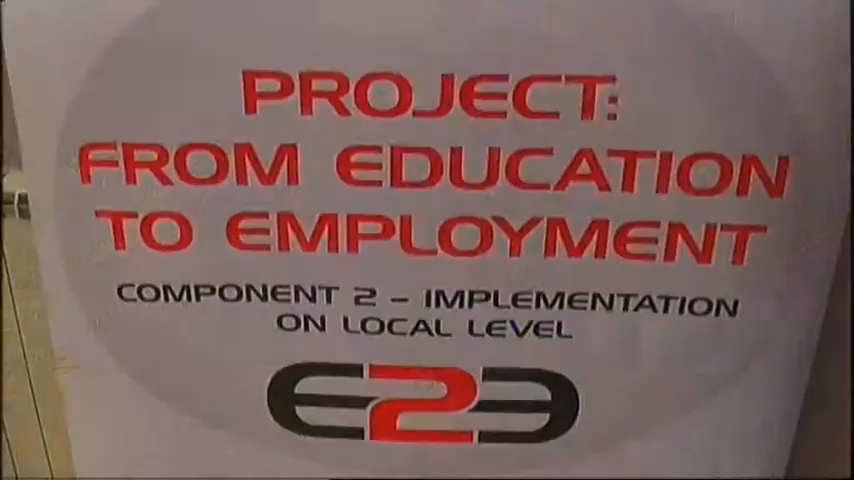 PROJECT:
FROM EDUCATION
TO EMPLOYMENT
COMPONENT 2 – IMPLEMENTATION
ON LOCAL LEVEL
E2E